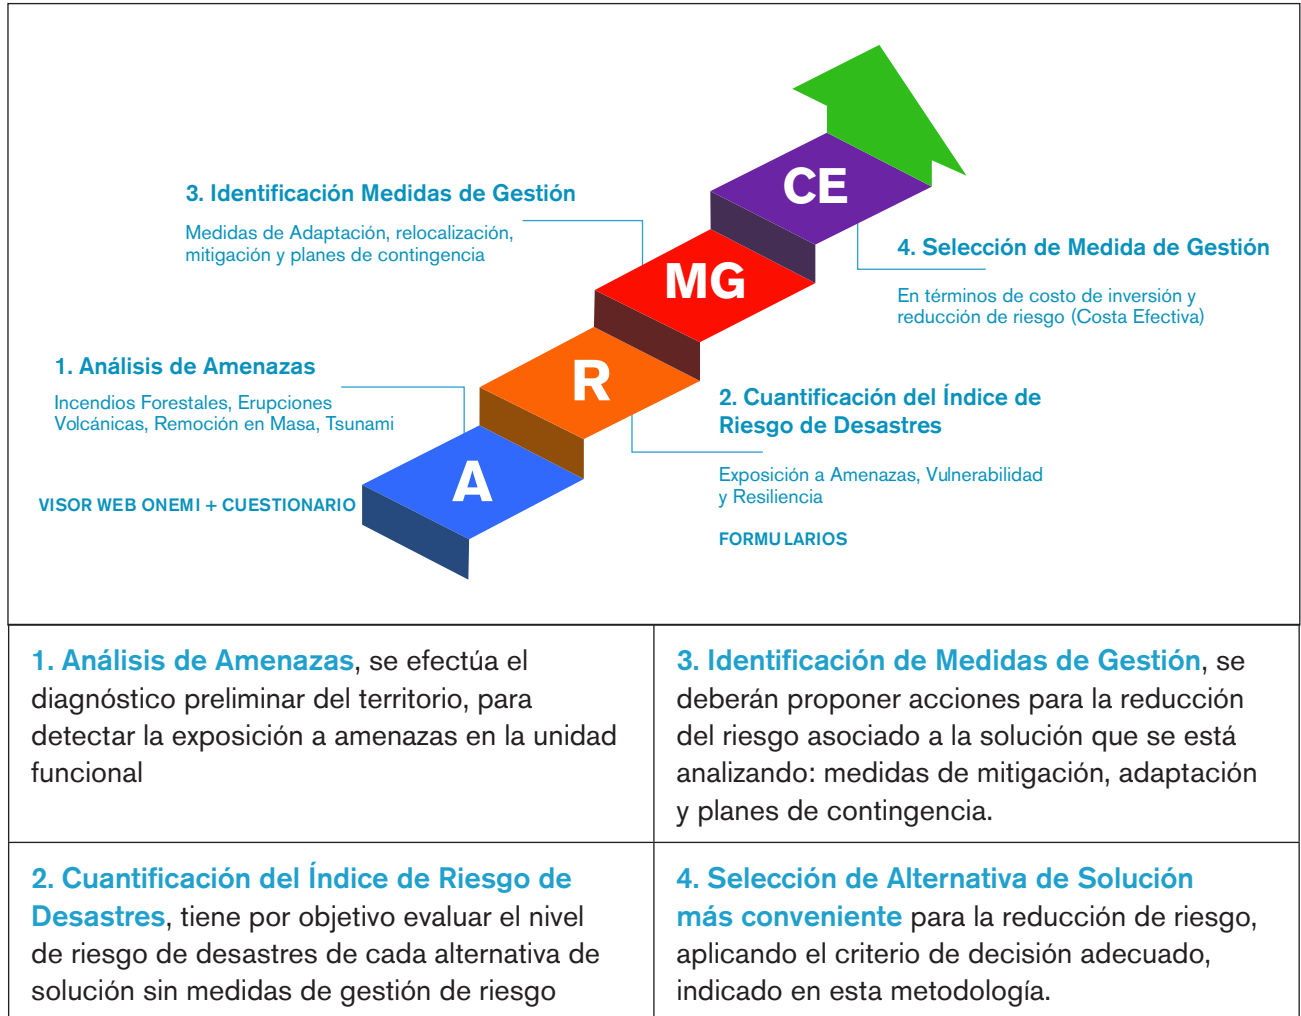 CE
3. Identificación Medidas de Gestión
Medidas de Adaptación, relocalización,
mitigación y planes de contingencia
4. Selección de Medida de Gestión
En términos de costo de inversión y
reducción de riesgo (Costa Efectiva)
MG
1. Análisis de Amenazas
Incendios Forestales, Erupciones
Volcánicas, Remoción en Masa, Tsunami
R
2. Cuantificación del Índice de
Riesgo de Desastres
Exposición a Amenazas, Vulnerabilidad
y Resiliencia
FORMULARIOS
A
VISOR WEB ONEMI + CUESTIONARIO
1. Análisis de Amenazas, se efectúa el
diagnóstico preliminar del territorio, para
detectar la exposición a amenazas en la unidad
funcional
3. Identificación de Medidas de Gestión, se
deberán proponer acciones para la reducción
del riesgo asociado a la solución que se está
analizando: medidas de mitigación, adaptación
y planes de contingencia.
2. Cuantificación del Índice de Riesgo de
Desastres, tiene por objetivo evaluar el nivel
de riesgo de desastres de cada alternativa de
solución sin medidas de gestión de riesgo
4. Selección de Alternativa de Solución
más conveniente para la reducción de riesgo,
aplicando el criterio de decisión adecuado,
indicado en esta metodología.